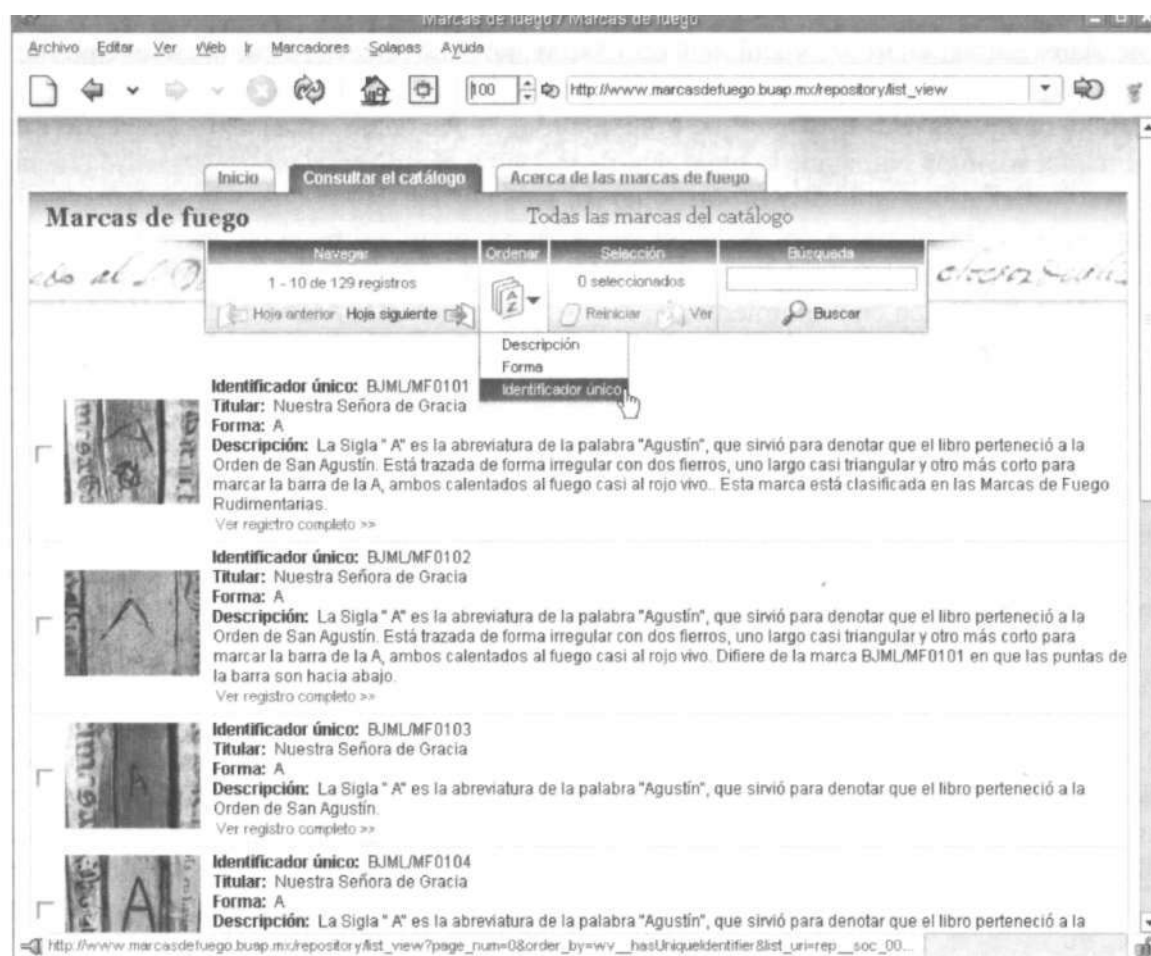 Marcas de fuego / Marcas de fuego
Archivo Editar Ver Web Ir Marcadores Solapas Ayuda
100 http://www.marcasdefuego.buap.mx/repository/list_view
Inicio Consultar el catálogo Acerca de las marcas de fuego
Marcas de fuego Todas las marcas del catálogo
Navegar Ordenar Selección Búsqueda
1 - 10 de 129 registros 0 seleccionados
Hoja anterior Hoja siguiente Reiniciar Ver Buscar
Descripción
Forma
Identificador único
Identificador único: BJML/MF0101
Titular: Nuestra Señora de Gracia
Forma: A
Descripción: La Sigla " A" es la abreviatura de la palabra "Agustín", que sirvió para denotar que el libro perteneció a la
Orden de San Agustín. Está trazada de forma irregular con dos fierros, uno largo casi triangular y otro más corto para
marcar la barra de la A, ambos calentados al fuego casi al rojo vivo.. Esta marca está clasificada en las Marcas de Fuego
Rudimentarias.
Ver registro completo >>
Identificador único: BJML/MF0102
Titular: Nuestra Señora de Gracia
Forma: A
Descripción: La Sigla " A" es la abreviatura de la palabra "Agustín", que sirvió para denotar que el libro perteneció a la
Orden de San Agustín. Está trazada de forma irregular con dos fierros, uno largo casi triangular y otro más corto para
marcar la barra de la A, ambos calentados al fuego casi al rojo vivo. Difiere de la marca BJML/MF0101 en que las puntas de
la barra son hacia abajo.
Ver registro completo >>
Identificador único: BJML/MF0103
Titular: Nuestra Señora de Gracia
Forma: A
Descripción: La Sigla " A" es la abreviatura de la palabra "Agustín", que sirvió para denotar que el libro perteneció a la
Orden de San Agustín.
Ver registro completo >>
Identificador único: BJML/MF0104
Titular: Nuestra Señora de Gracia
Forma: A
Descripción: La Sigla " A" es la abreviatura de la palabra "Agustín", que sirvió para denotar que el libro perteneció a la
http://www.marcasdefuego.buap.mx/repository/list_view?page_num=0&order_by=wv__hasUniqueIdentifier&list_uri=rep__soc_00...